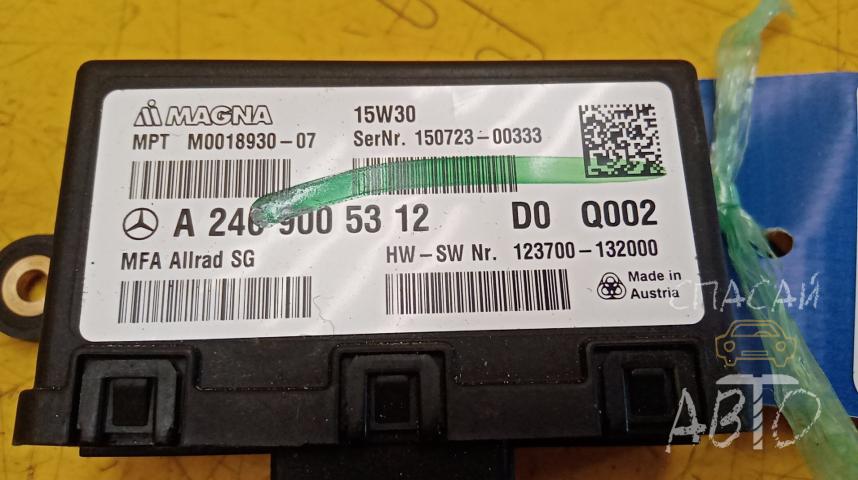 MAGNA 15W30
MPT M0018930-07 SerNr. 150723-00333
A 246 900 53 12 D0 Q002
MFA Allrad SG HW-SW Nr. 123700-132000
Made in
Austria
СПАСАЙ
АВТО